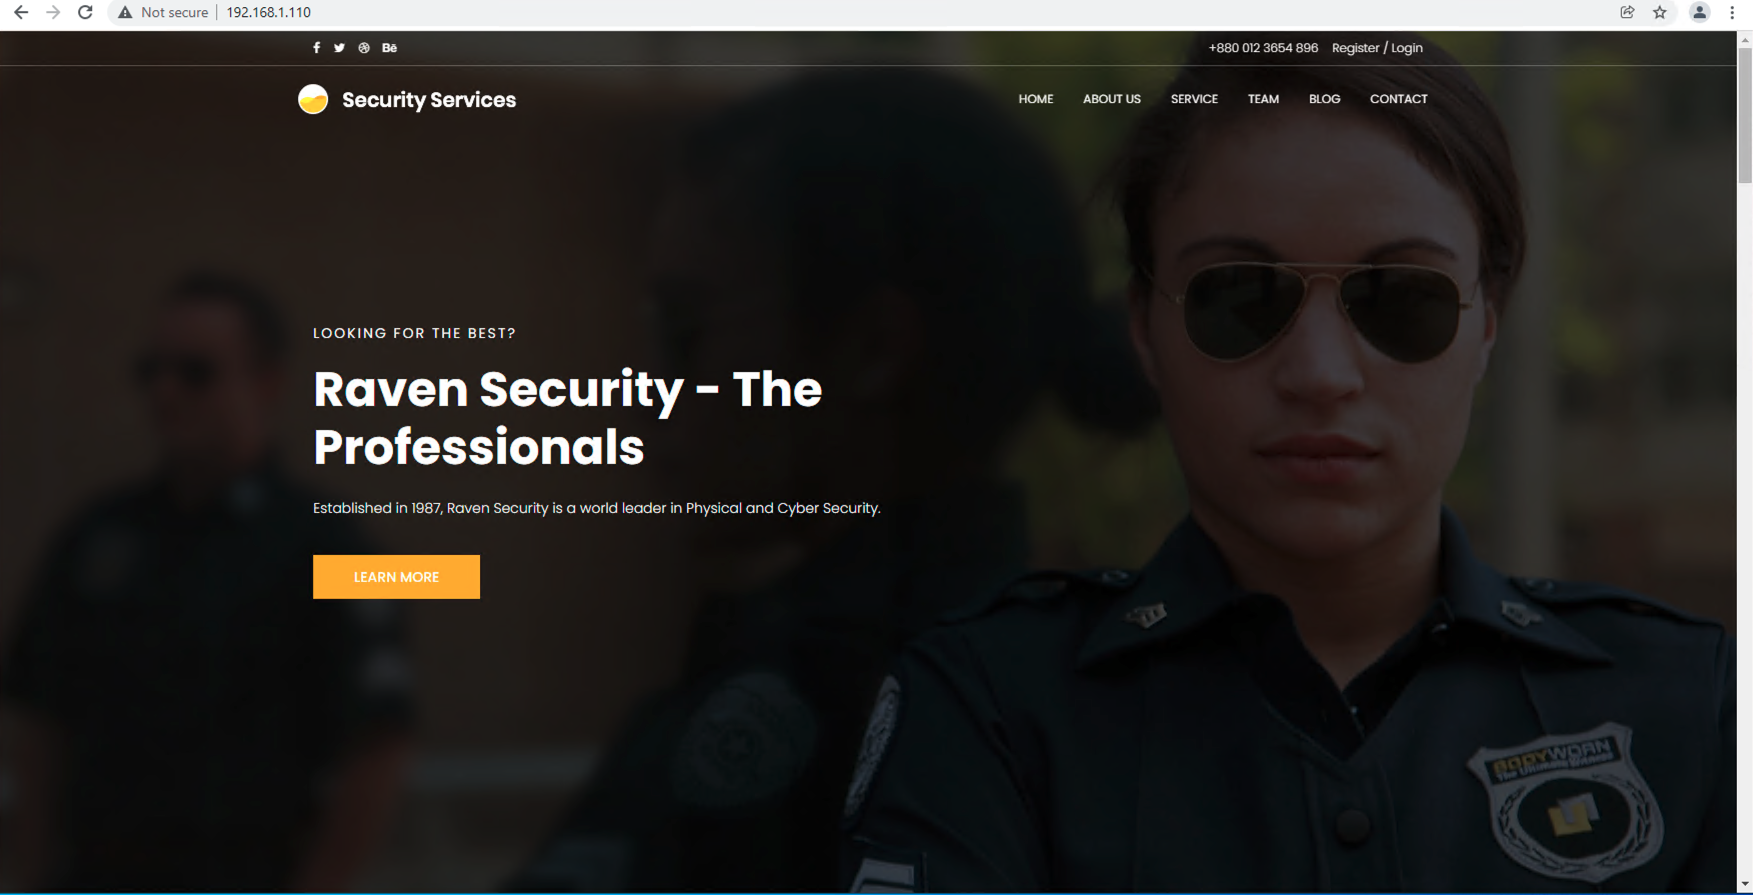 Not secure | 192.168.1.110
+880 012 3654 896 Register / Login
Security Services
HOME ABOUT US SERVICE TEAM BLOG CONTACT
LOOKING FOR THE BEST?
Raven Security - The
Professionals
Established in 1987, Raven Security is a world leader in Physical and Cyber Security.
LEARN MORE
BODYWORN